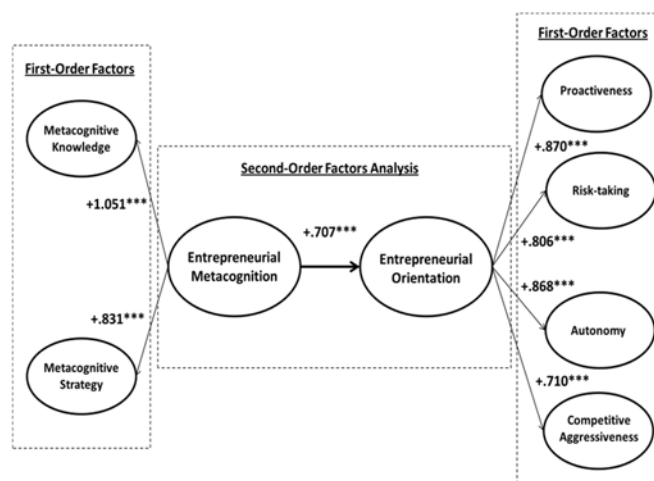 First-Order Factors
Metacognitive
Knowledge
+1.051***
+.831***
Metacognitive
Strategy
Second-Order Factors Analysis
Entrepreneurial
Metacognition
+.707***
Entrepreneurial
Orientation
First-Order Factors
Proactiveness
+.870***
Risk-taking
+.806***
+.868***
Autonomy
+.710***
Competitive
Aggressiveness